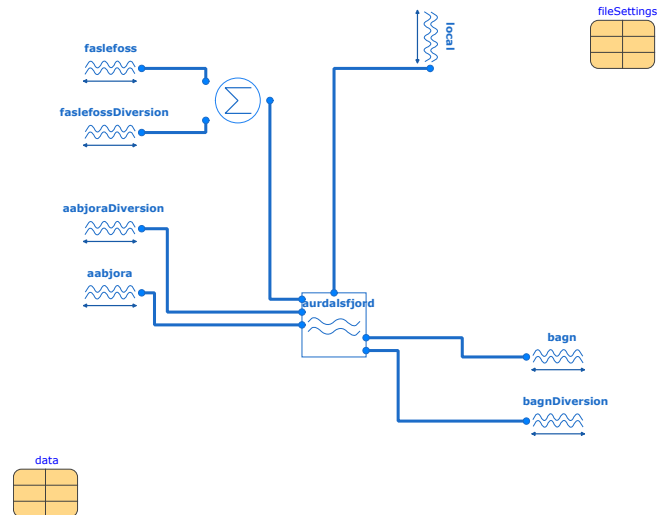 fileSettings
local
faslefoss
faslefossDiversion
Σ
aabjoraDiversion
aabjora
aurdalsfjord
bagn
bagnDiversion
data